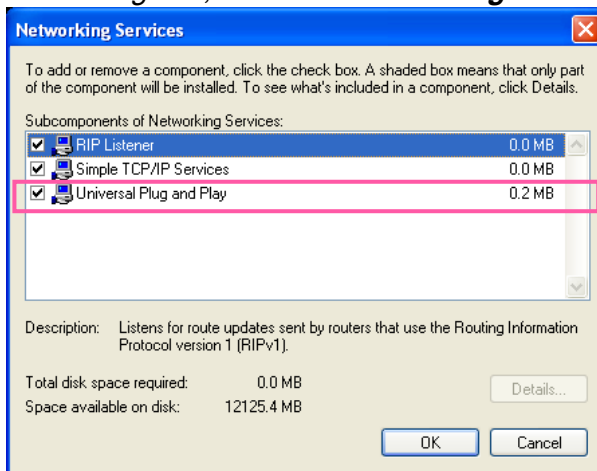 Networking Services
To add or remove a component, click the check box. A shaded box means that only part
of the component will be installed. To see what's included in a component, click Details.
Subcomponents of Networking Services:
RIP Listener 0.0 MB
Simple TCP/IP Services 0.0 MB
Universal Plug and Play 0.2 MB
Description: Listens for route updates sent by routers that use the Routing Information
Protocol version 1 (RIPv1).
Total disk space required: 0.0 MB
Details...
Space available on disk: 12125.4 MB
OK Cancel